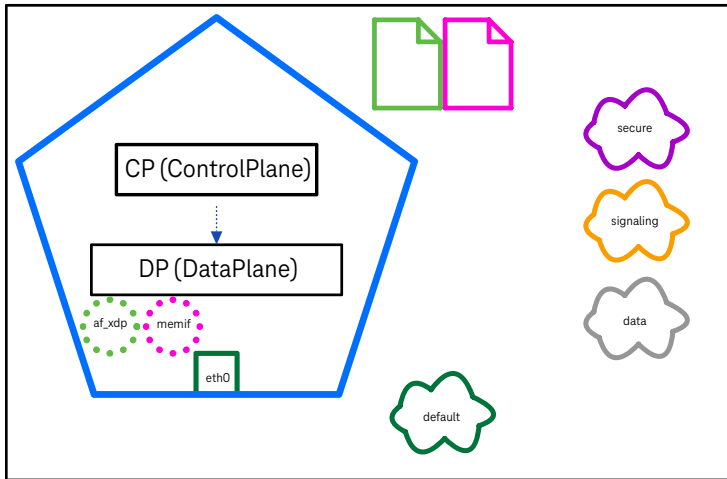 secure
CP (ControlPlane)
signaling
DP (DataPlane)
af_xdp
memif
data
eth0
default